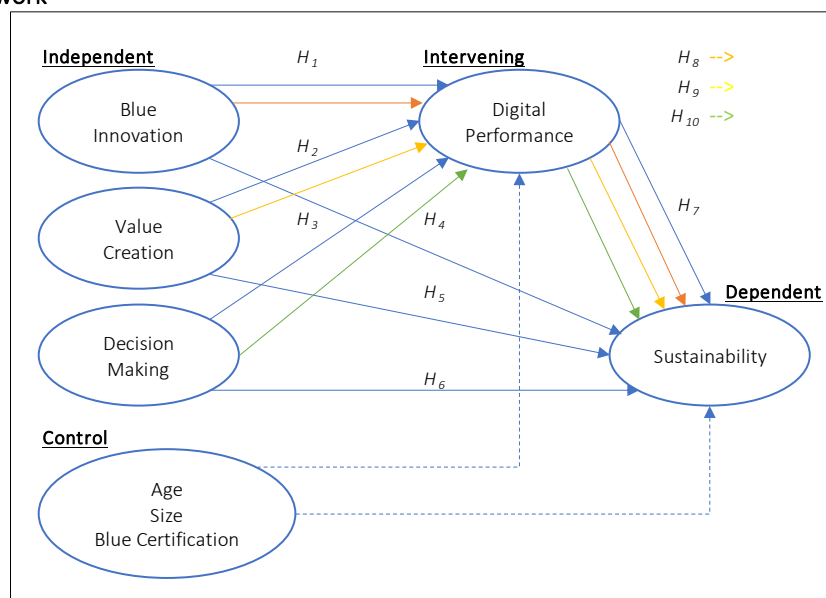 Independent
H1
Intervening
H8 -->
H9 -->
H10 -->
Blue
Innovation
Digital
Performance
H2
Value
Creation
H3
H4
H7
H5
Dependent
Decision
Making
Sustainability
H6
Control
Age
Size
Blue Certification